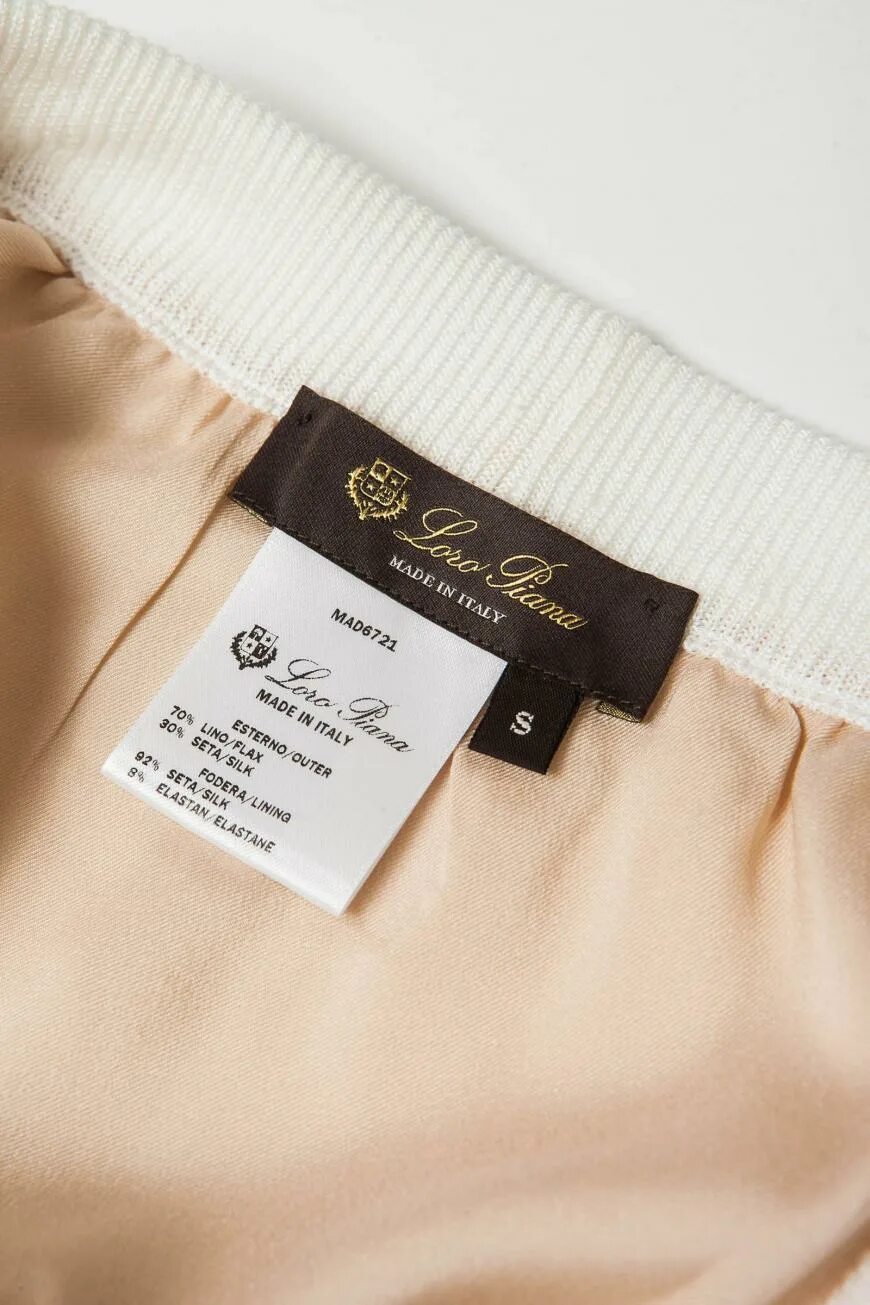 Loro Piana
MADE IN ITALY
S
MAD6721
Loro Piana
MADE IN ITALY
ESTERNO/OUTER
70% LINO/FLAX
30% SETA/SILK
FODERA/LINING
92% SETA/SILK
8% ELASTAN/ELASTANE